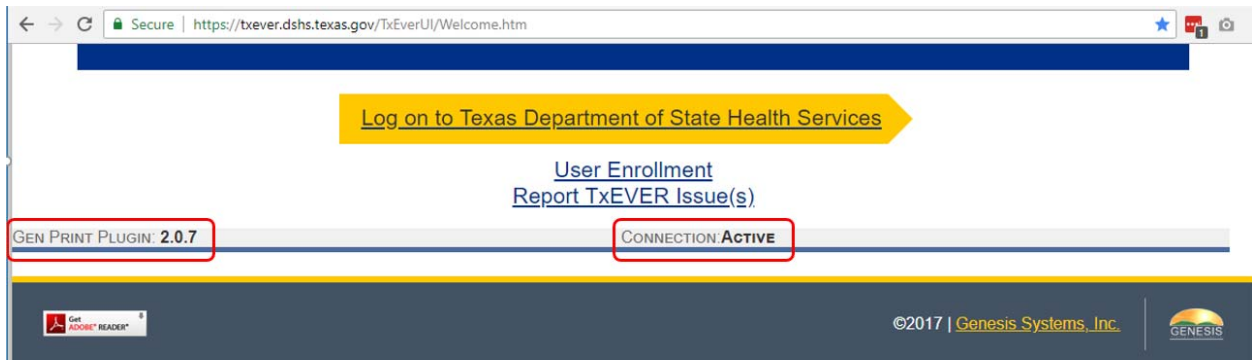 Secure | https://txever.dshs.texas.gov/TxEverUI/Welcome.htm
1
Log on to Texas Department of State Health Services
User Enrollment
Report TxEVER Issue(s)
GEN PRINT PLUGIN: 2.0.7 CONNECTION:ACTIVE
Get
ADOBE® READER®
©2017 | Genesis Systems, Inc.
GENESIS